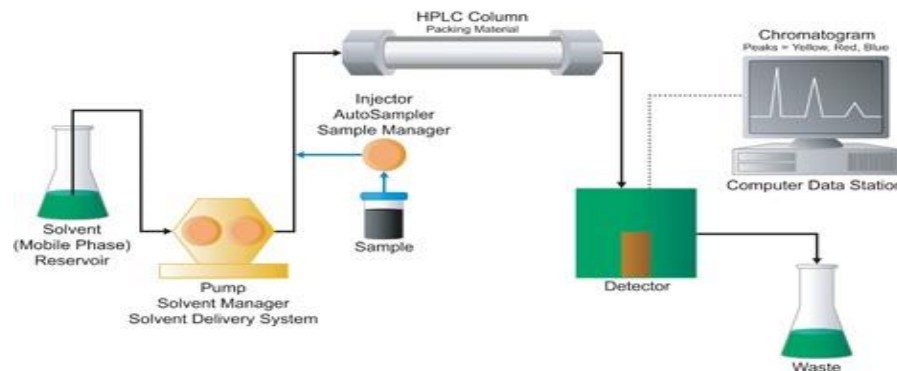 HPLC Column
Packing Material
Chromatogram
Peaks = Yellow, Red, Blue
Injector
AutoSampler
Sample Manager
Computer Data Station
Solvent
(Mobile Phase)
Reservoir
Sample
Pump
Solvent Manager
Solvent Delivery System
Detector
Waste